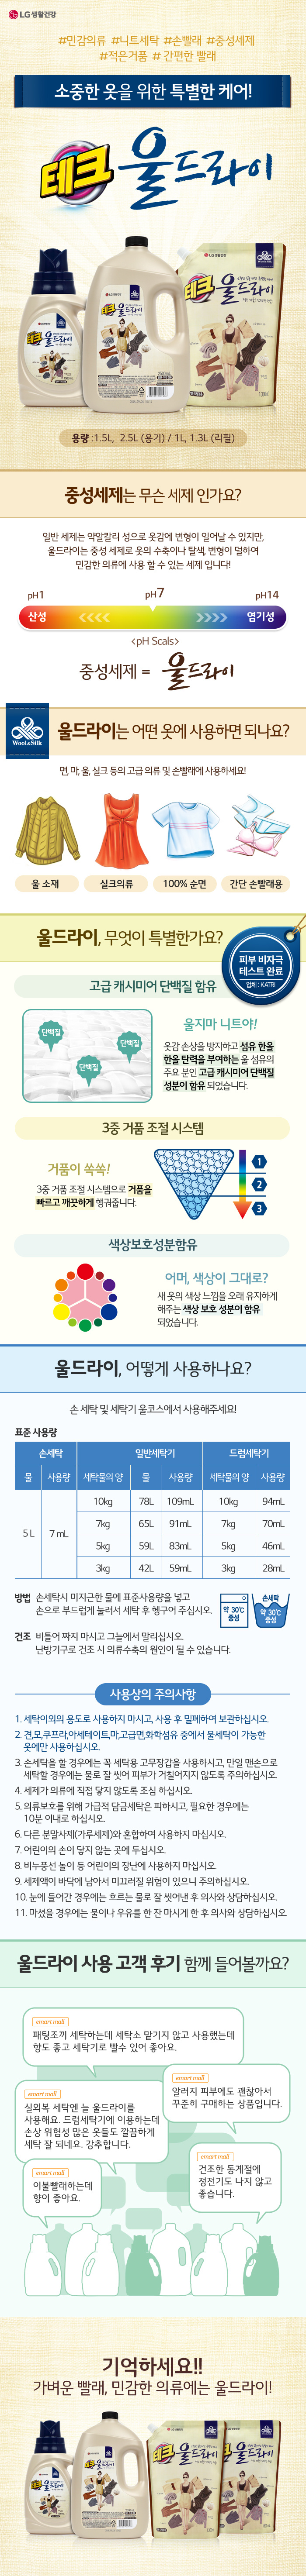 LG생활건강
#민감의류 #니트세탁 #손빨래 #중성세제
#적은거품 # 간편한 빨래
소중한 옷을 위한 특별한 케어!
테크 울드라이
용량 :1.5L, 2.5L (용기) / 1L, 1.3L (리필)
중성세제는 무슨 세제 인가요?
일반 세제는 약알칼리 성으로 옷감에 변형이 일어날 수 있지만,
울드라이는 중성 세제로 옷의 수축이나 탈색, 변형이 덜하여
민감한 의류에 사용 할 수 있는 세제 입니다!
pH1 pH7 pH14
산성 염기성
<pH Scals>
중성세제 = 울드라이
Wool&Silk
울드라이는 어떤 옷에 사용하면 되나요?
면, 마, 울, 실크 등의 고급 의류 및 손빨래에 사용하세요!
울 소재 실크의류 100% 순면 간단 손빨래용
울드라이, 무엇이 특별한가요?
피부 비자극
테스트 완료
업체 : KATRI
고급 캐시미어 단백질 함유
단백질
단백질
단백질
울지마 니트야!
옷감 손상을 방지하고 섬유 한올
한올 탄력을 부여하는 울 섬유의
주요 분인 고급 캐시미어 단백질
성분이 함유 되었습니다.
3중 거품 조절 시스템
거품이 쏙쏙!
3중 거품 조절 시스템으로 거품을
빠르고 깨끗하게 헹궈줍니다.
1
2
3
색상보호성분함유
어머, 색상이 그대로?
새 옷의 색상 느낌을 오래 유지하게
해주는 색상 보호 성분이 함유
되었습니다.
울드라이, 어떻게 사용하나요?
손 세탁 및 세탁기 울코스에서 사용해주세요!
표준 사용량
손세탁 일반세탁기 드럼세탁기
물 사용량 세탁물의 양 물 사용량 세탁물의 양 사용량
5 L 7 mL
10kg 78L 109mL 10kg 94mL
7kg 65L 91mL 7kg 70mL
5kg 59L 83mL 5kg 46mL
3kg 42L 59mL 3kg 28mL
방법 손세탁시 미지근한 물에 표준사용량을 넣고
손으로 부드럽게 눌러서 세탁 후 헹구어 주십시오.
약 30℃
중성
손세탁
약 30℃
중성
건조 비틀어 짜지 마시고 그늘에서 말리십시오.
난방기구로 건조 시 의류수축의 원인이 될 수 있습니다.
사용상의 주의사항
1. 세탁이외의 용도로 사용하지 마시고, 사용 후 밀폐하여 보관하십시오.
2. 견,모,쿠프라,아세테이트,마,고급면,화학섬유 중에서 물세탁이 가능한
옷에만 사용하십시오.
3. 손세탁을 할 경우에는 꼭 세탁용 고무장갑을 사용하시고, 만일 맨손으로
세탁할 경우에는 물로 잘 씻어 피부가 거칠어지지 않도록 주의하십시오.
4. 세제가 의류에 직접 닿지 않도록 조심 하십시오.
5. 의류보호를 위해 가급적 담금세탁은 피하시고, 필요한 경우에는
10분 이내로 하십시오.
6. 다른 분말사제(가루세제)와 혼합하여 사용하지 마십시오.
7. 어린이의 손이 닿지 않는 곳에 두십시오.
8. 비누풍선 놀이 등 어린이의 장난에 사용하지 마십시오.
9. 세제액이 바닥에 남아서 미끄러질 위험이 있으니 주의하십시오.
10. 눈에 들어간 경우에는 흐르는 물로 잘 씻어낸 후 의사와 상담하십시오.
11. 마셨을 경우에는 물이나 우유를 한 잔 마시게 한 후 의사와 상담하십시오.
울드라이 사용 고객 후기 함께 들어볼까요?
emart mall
패딩조끼 세탁하는데 세탁소 맡기지 않고 사용했는데
향도 좋고 세탁기로 빨수 있어 좋아요.
emart mall
알러지 피부에도 괜찮아서
꾸준히 구매하는 상품입니다.
emart mall
실외복 세탁엔 늘 울드라이를
사용해요. 드럼세탁기에 이용하는데
손상 위험성 많은 옷들도 깔끔하게
세탁 잘 되네요. 강추합니다.
emart mall
건조한 동계절에
정전기도 나지 않고
좋습니다.
emart mall
이불빨래하는데
향이 좋아요.
기억하세요!!
가벼운 빨래, 민감한 의류에는 울드라이!